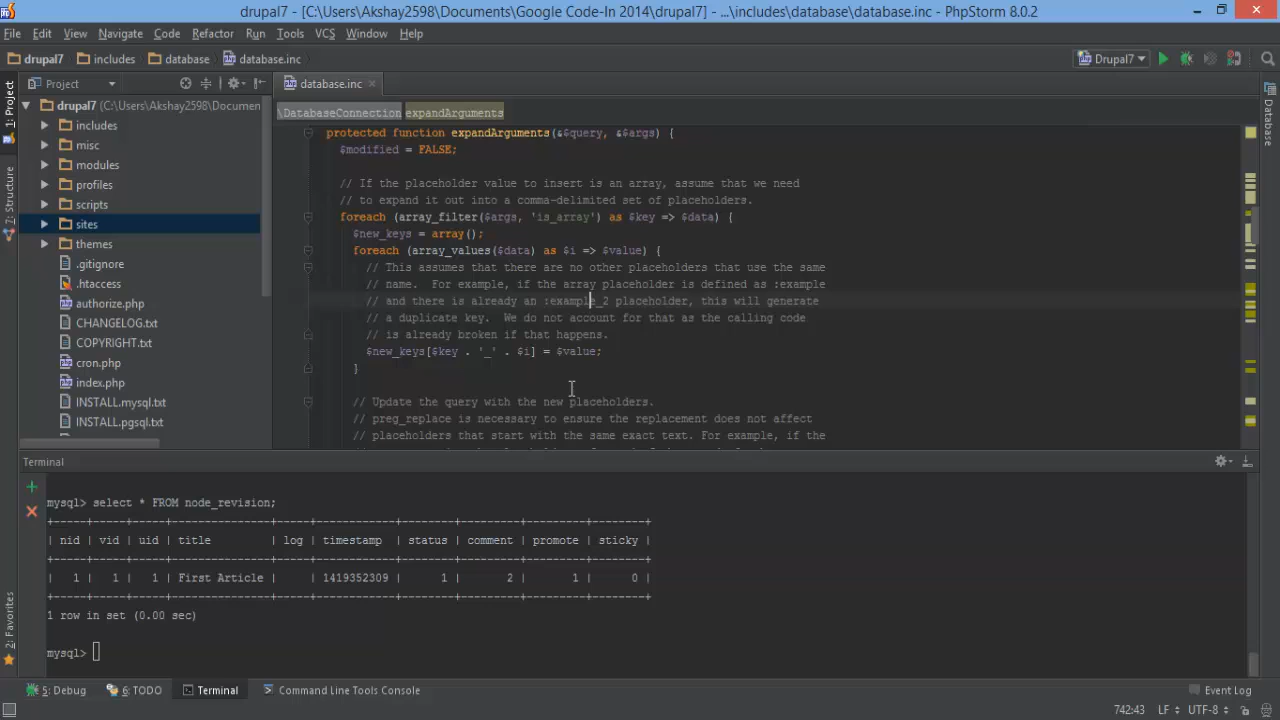 drupal7 - [C:\Users\Akshay2598\Documents\Google Code-In 2014\drupal7] - ...\includes\database\database.inc - PhpStorm 8.0.2
File Edit View Navigate Code Refactor Run Tools VCS Window Help
drupal7 includes database database.inc Drupal7
1: Project
Project
database.inc
\DatabaseConnection expandArguments
drupal7 (C:\Users\Akshay2598\Documen
includes
misc
modules
profiles
scripts
sites
themes
.gitignore
.htaccess
authorize.php
CHANGELOG.txt
COPYRIGHT.txt
cron.php
index.php
INSTALL.mysql.txt
INSTALL.pgsql.txt
protected function expandArguments(&$query, &$args) {
$modified = FALSE;
// If the placeholder value to insert is an array, assume that we need
// to expand it out into a comma-delimited set of placeholders.
foreach (array_filter($args, 'is_array') as $key => $data) {
$new_keys = array();
foreach (array_values($data) as $i => $value) {
// This assumes that there are no other placeholders that use the same
// name.  For example, if the array placeholder is defined as :example
// and there is already an :example_2 placeholder, this will generate
// a duplicate key.  We do not account for that as the calling code
// is already broken if that happens.
$new_keys[$key . '_' . $i] = $value;
}
// Update the query with the new placeholders.
// preg_replace is necessary to ensure the replacement does not affect
// placeholders that start with the same exact text. For example, if the
Database
7: Structure
2: Favorites
Terminal
mysql> select * FROM node_revision;
+-----+-----+-----+---------------+-----+------------+--------+---------+---------+--------+
| nid | vid | uid | title | log | timestamp | status | comment | promote | sticky |
+-----+-----+-----+---------------+-----+------------+--------+---------+---------+--------+
| 1 | 1 | 1 | First Article | | 1419352309 | 1 | 2 | 1 | 0 |
+-----+-----+-----+---------------+-----+------------+--------+---------+---------+--------+
1 row in set (0.00 sec)
mysql>
5: Debug 6: TODO Terminal Command Line Tools Console Event Log
742:43 LF UTF-8